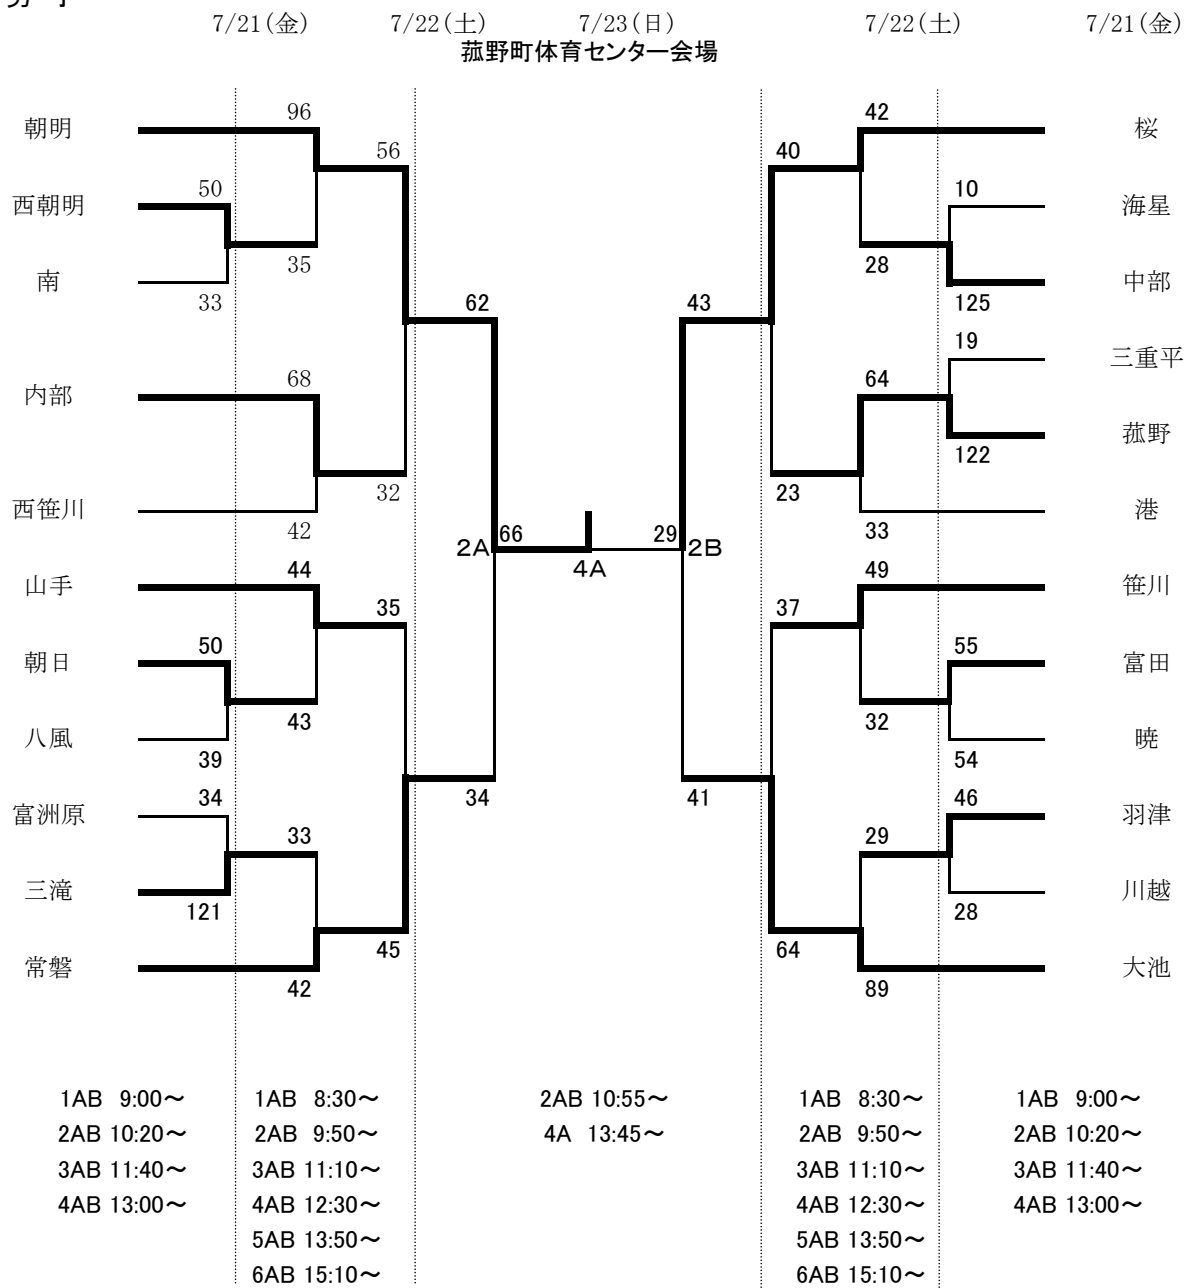 男子
7/21(金) 7/22(土) 7/23(日) 7/22(土) 7/21(金)
菰野町体育センター会場
96 42
朝明 桜
56 40
50 10
西朝明 海星
35 28
南 中部
33 125
62 43
19
三重平
68 64
内部
菰野
122
32 23
西笹川 港
42 33
66 29
2A 2B
4A
44 49
山手 笹川
35 37
50 55
朝日 富田
43 32
八風 暁
39 54
34 41
34 46
富洲原 羽津
33 29
三滝 川越
121 28
45 64
常磐 大池
42 89
1AB 9:00～ 1AB 8:30～ 2AB 10:55～ 1AB 8:30～ 1AB 9:00～
2AB 10:20～ 2AB 9:50～ 4A 13:45～ 2AB 9:50～ 2AB 10:20～
3AB 11:40～ 3AB 11:10～ 3AB 11:10～ 3AB 11:40～
4AB 13:00～ 4AB 12:30～ 4AB 12:30～ 4AB 13:00～
5AB 13:50～ 5AB 13:50～
6AB 15:10～ 6AB 15:10～